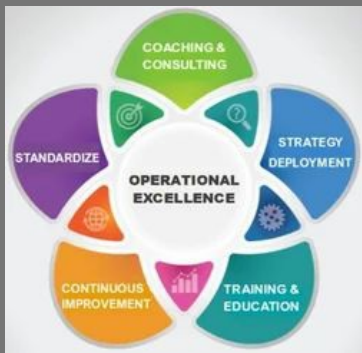 COACHING &
CONSULTING
STRATEGY
DEPLOYMENT
TRAINING &
EDUCATION
CONTINUOUS
IMPROVEMENT
STANDARDIZE
OPERATIONAL
EXCELLENCE